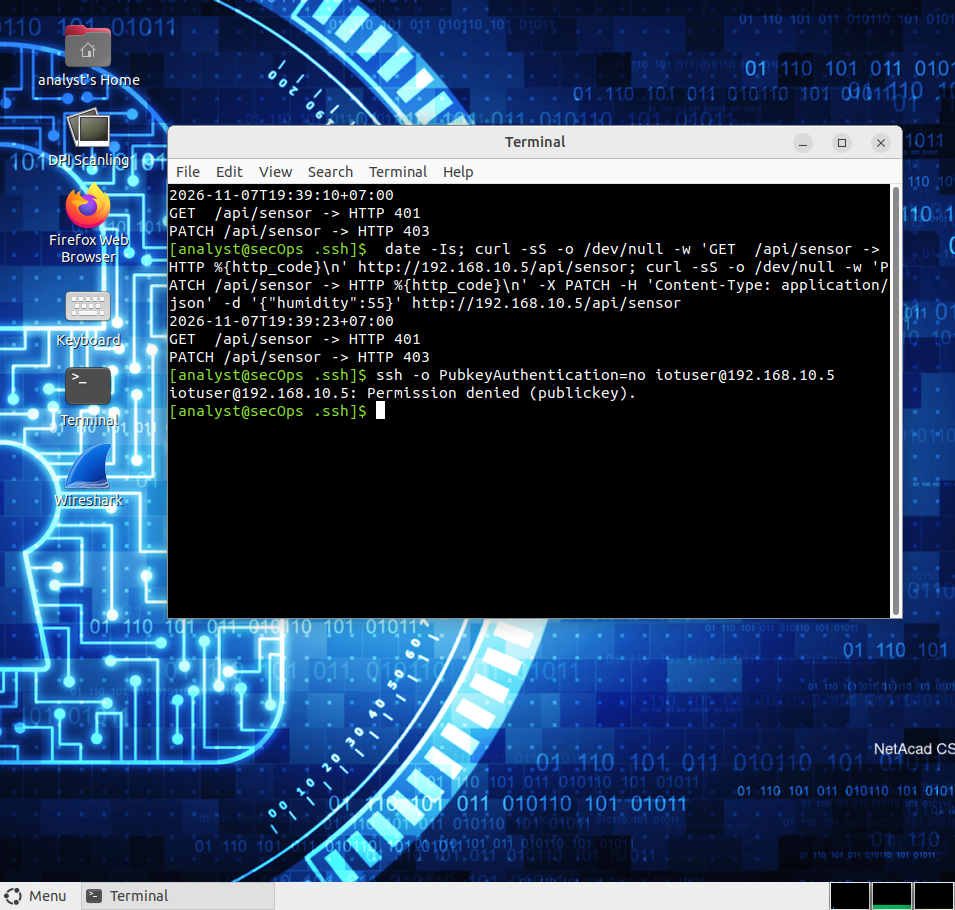 analyst's Home
DPI Scanling
Firefox Web
Browser
Keyboard
Terminal
Wireshark
Terminal
File Edit View Search Terminal Help
2026-11-07T19:39:10+07:00
GET  /api/sensor -> HTTP 401
PATCH /api/sensor -> HTTP 403
[analyst@secOps .ssh]$  date -Is; curl -sS -o /dev/null -w 'GET  /api/sensor ->
HTTP %{http_code}\n' http://192.168.10.5/api/sensor; curl -sS -o /dev/null -w 'P
ATCH /api/sensor -> HTTP %{http_code}\n' -X PATCH -H 'Content-Type: application/
json' -d '{"humidity":55}' http://192.168.10.5/api/sensor
2026-11-07T19:39:23+07:00
GET  /api/sensor -> HTTP 401
PATCH /api/sensor -> HTTP 403
[analyst@secOps .ssh]$ ssh -o PubkeyAuthentication=no iotuser@192.168.10.5
iotuser@192.168.10.5: Permission denied (publickey).
[analyst@secOps .ssh]$
NetAcad CS
Menu
Terminal